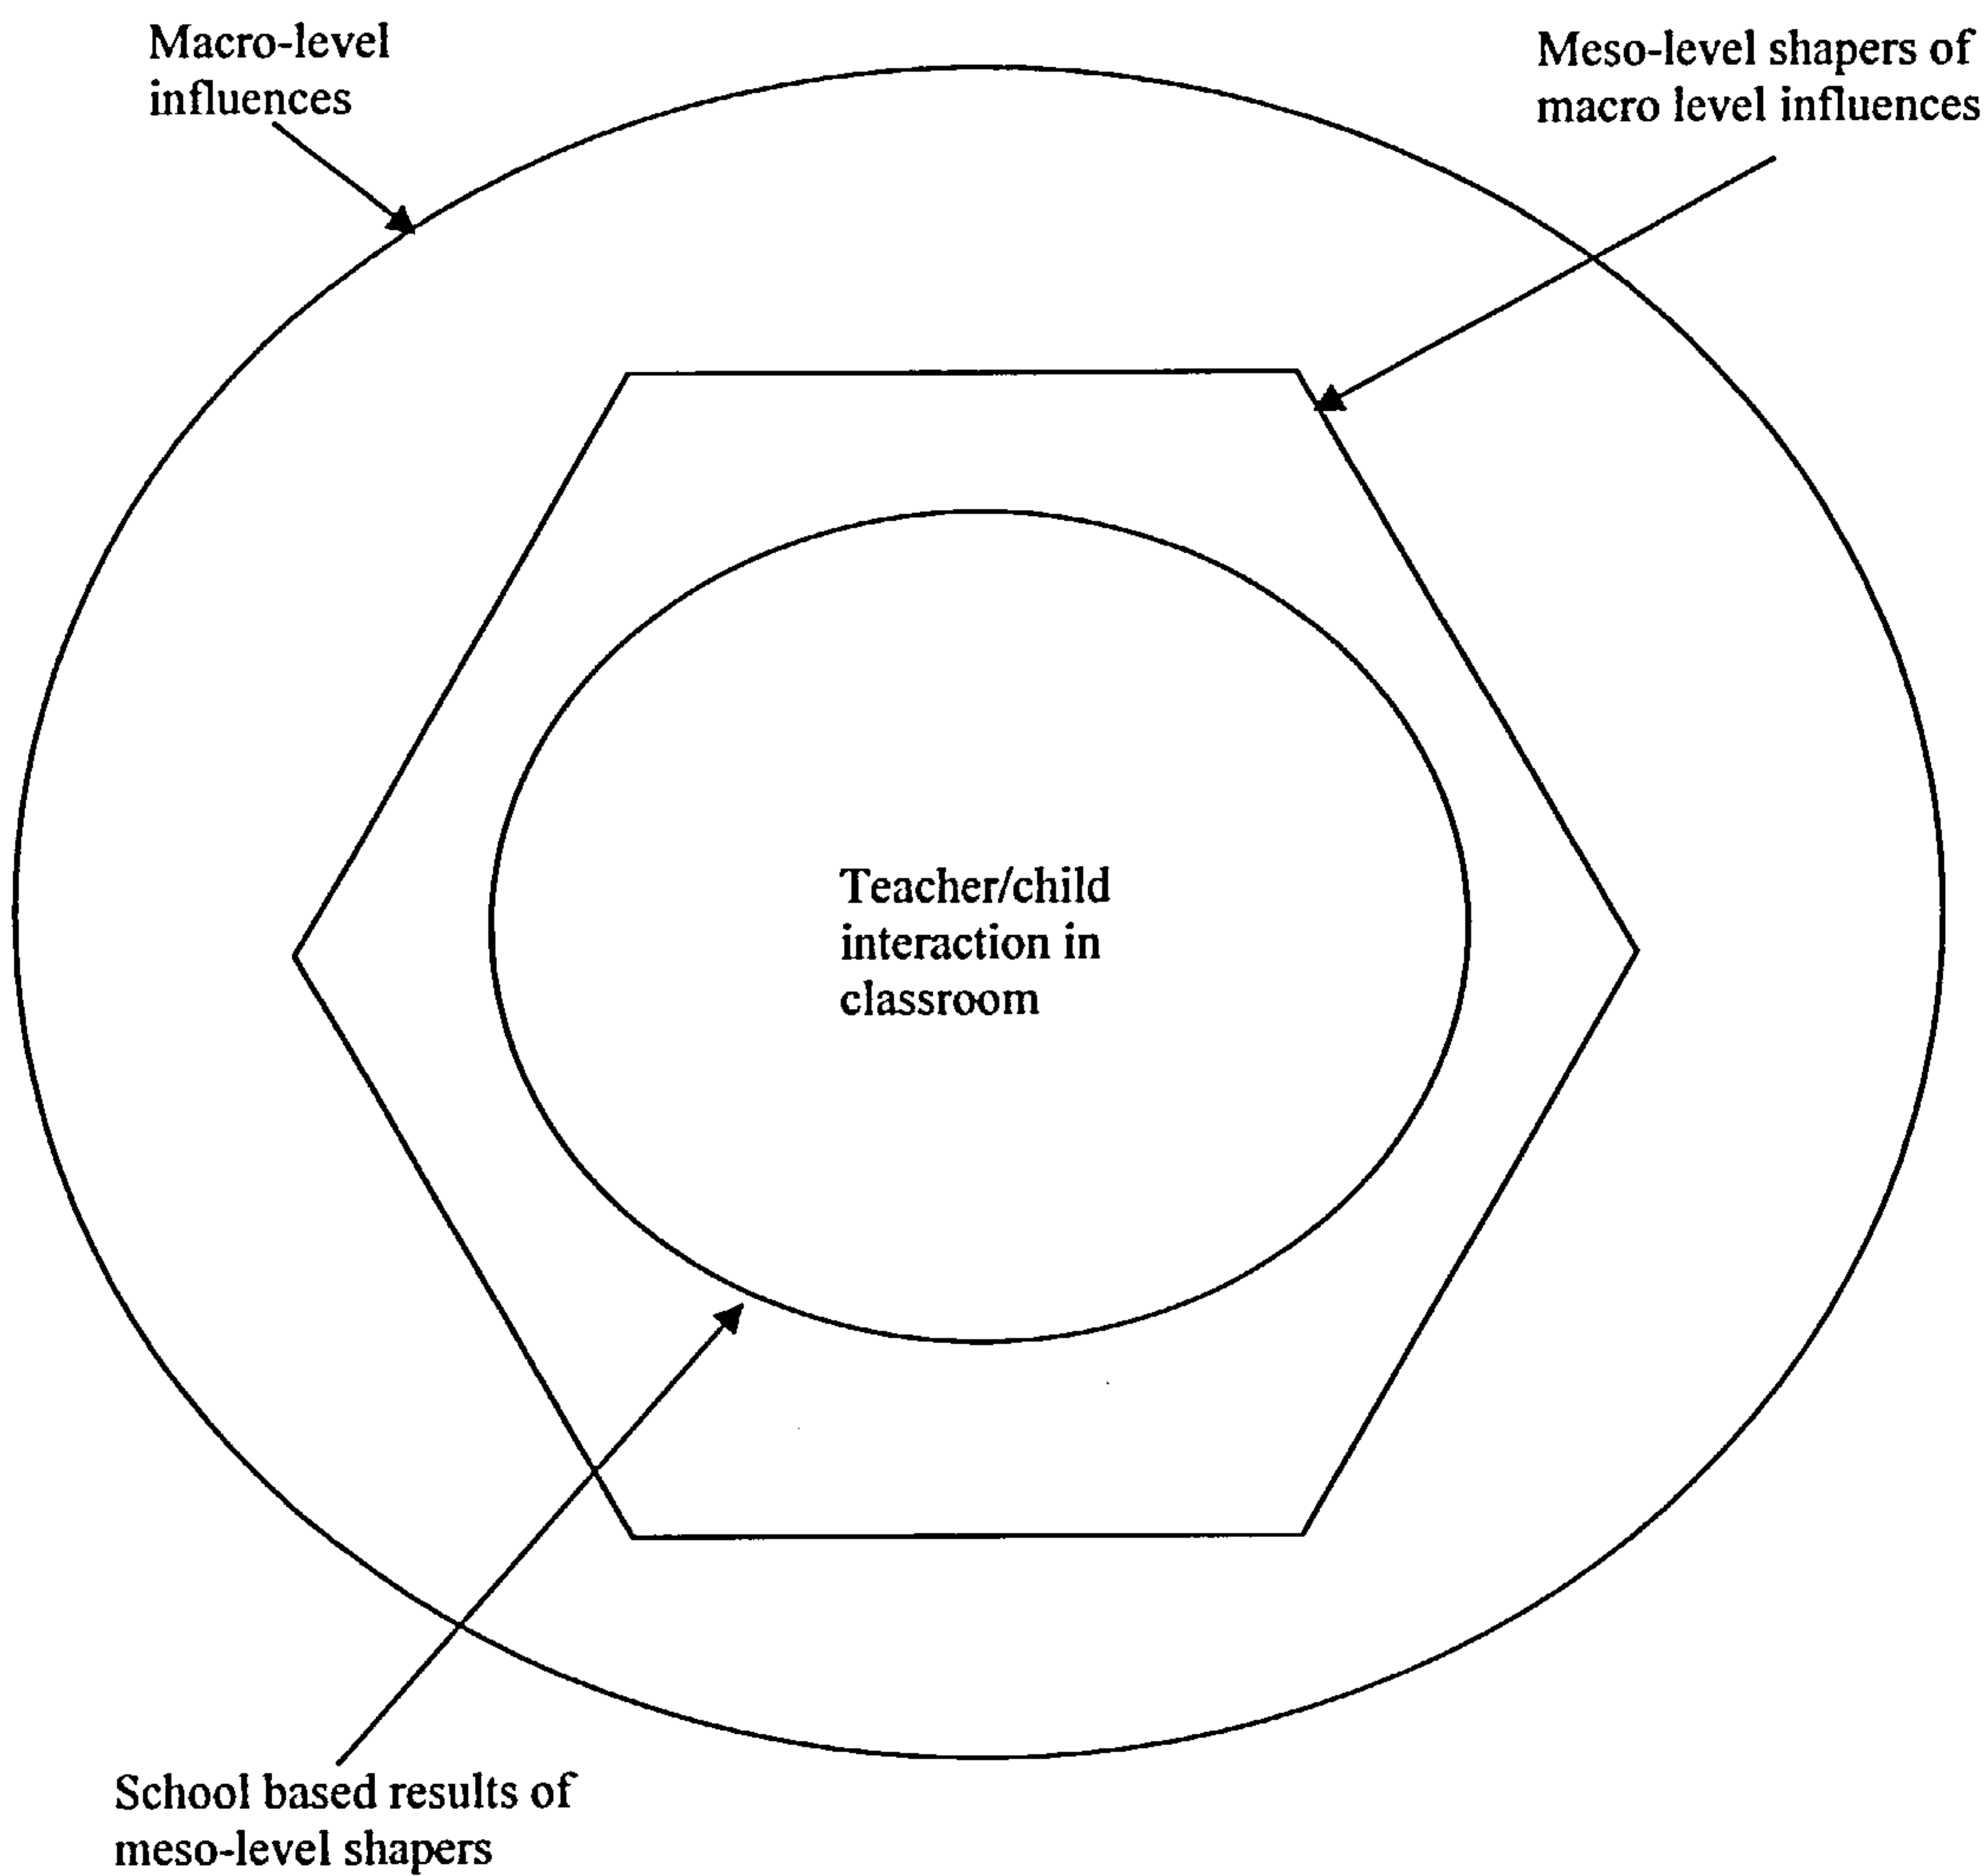 Macro-level
influences
Meso-level shapers of
macro level influences
Teacher/child
interaction in
classroom
School based results of
meso-level shapers